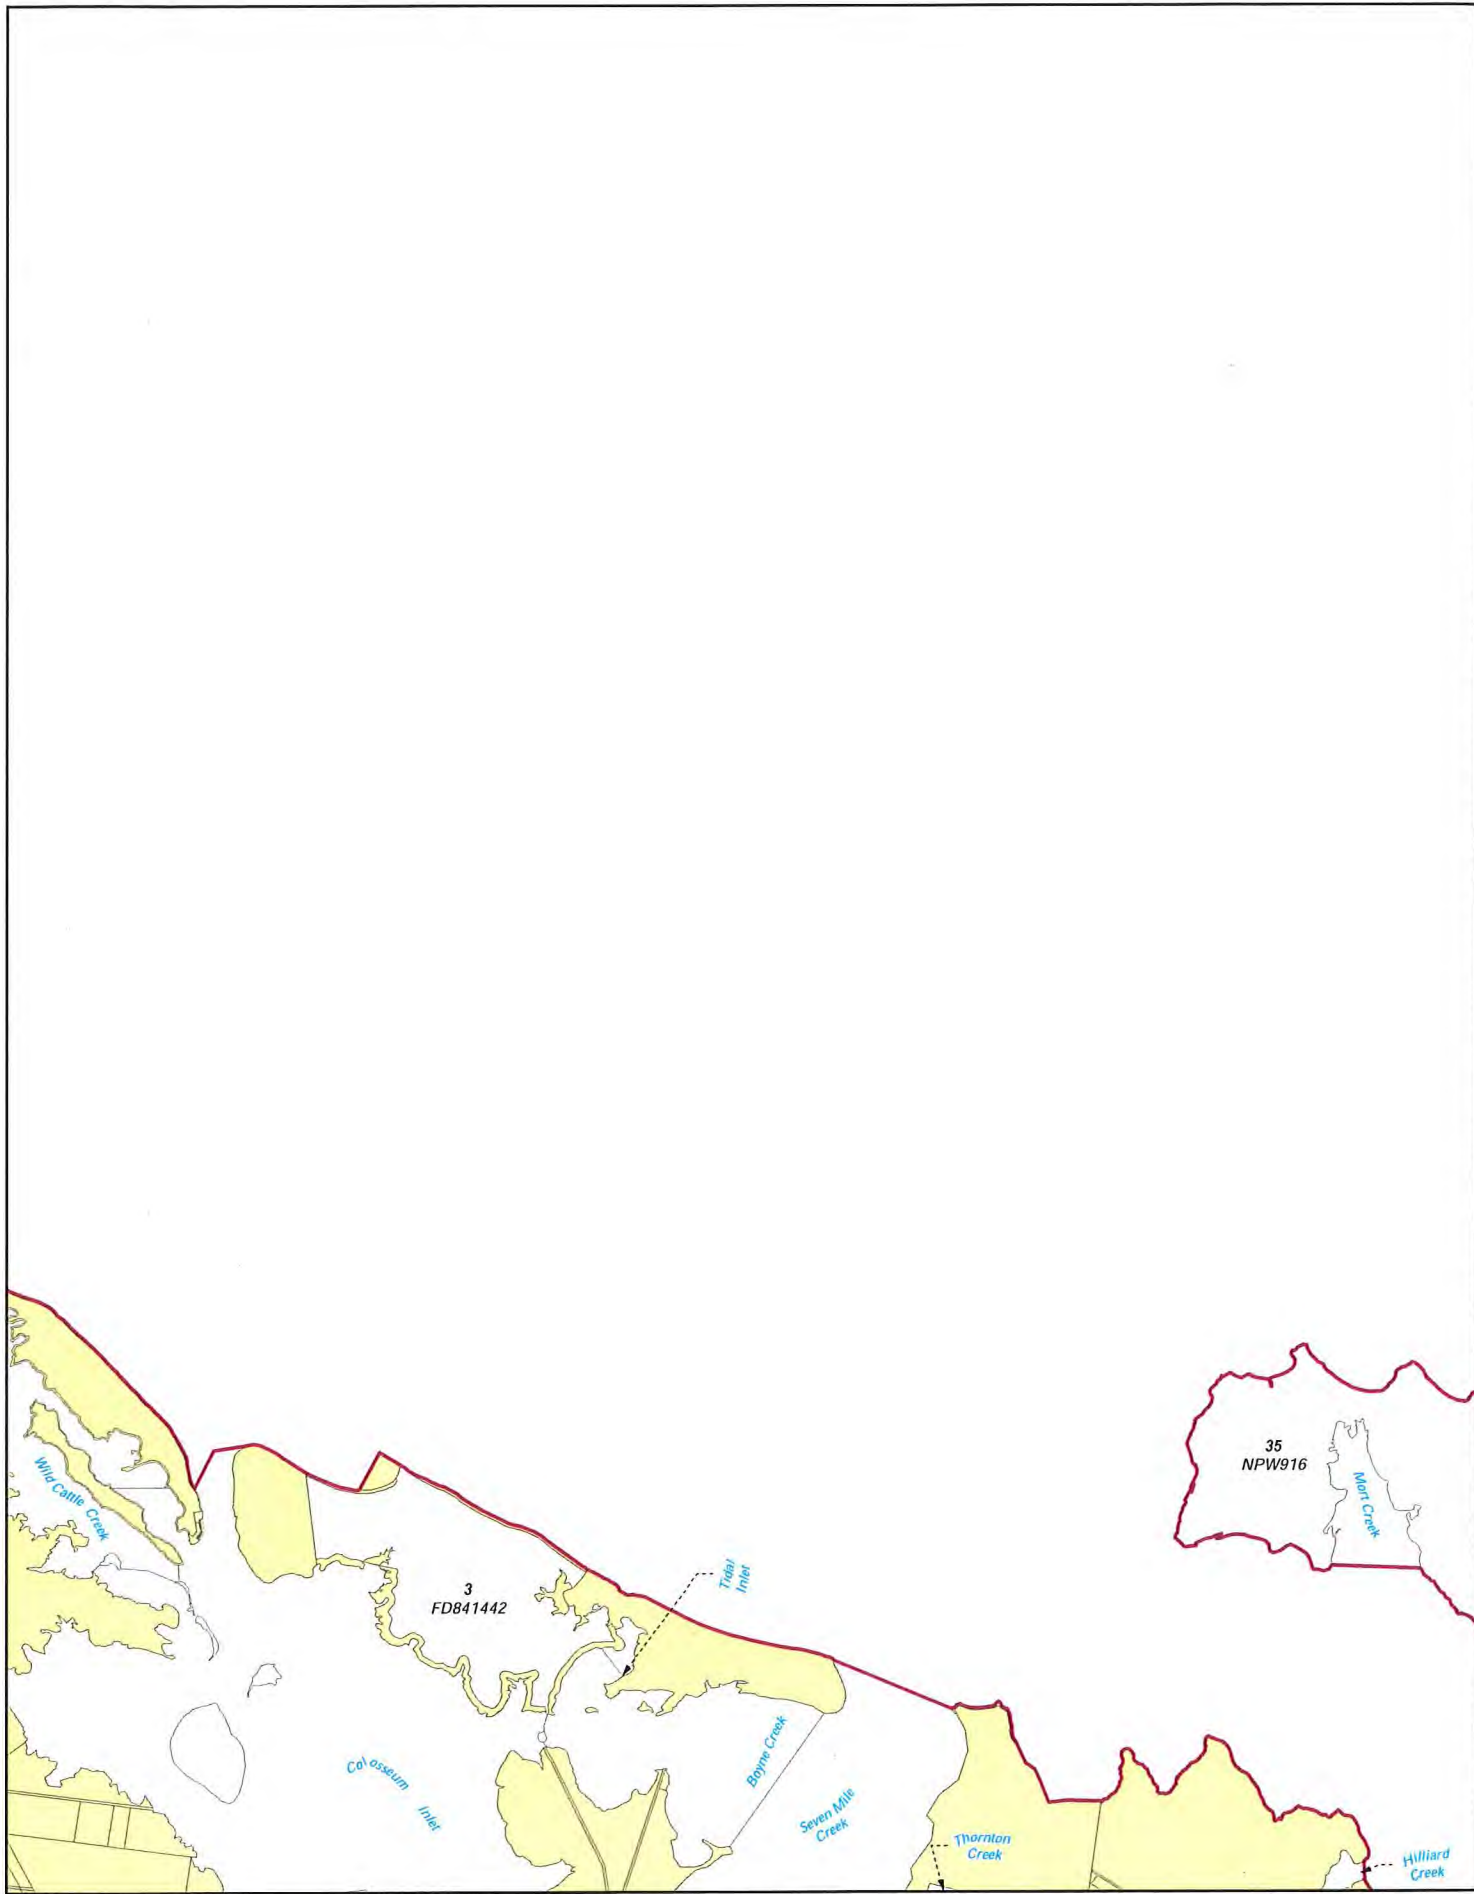 35
NPW916
Mort Creek
Wild Cattle Creek
Tidal
Inlet
3
FD841442
Boyne Creek
Colosseum Inlet
Seven Mile
Creek
Thornton
Creek
Hilliard
Creek